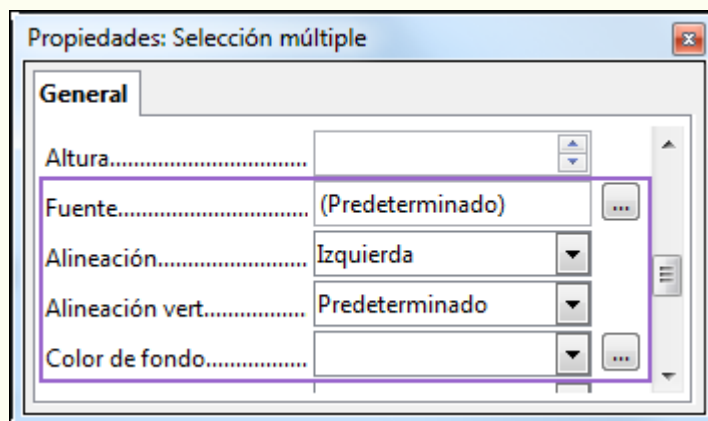 Propiedades: Selección múltiple
General
Altura..................................
Fuente................................ (Predeterminado) ...
Alineación......................... Izquierda
Alineación vert................. Predeterminado
Color de fondo................. ...